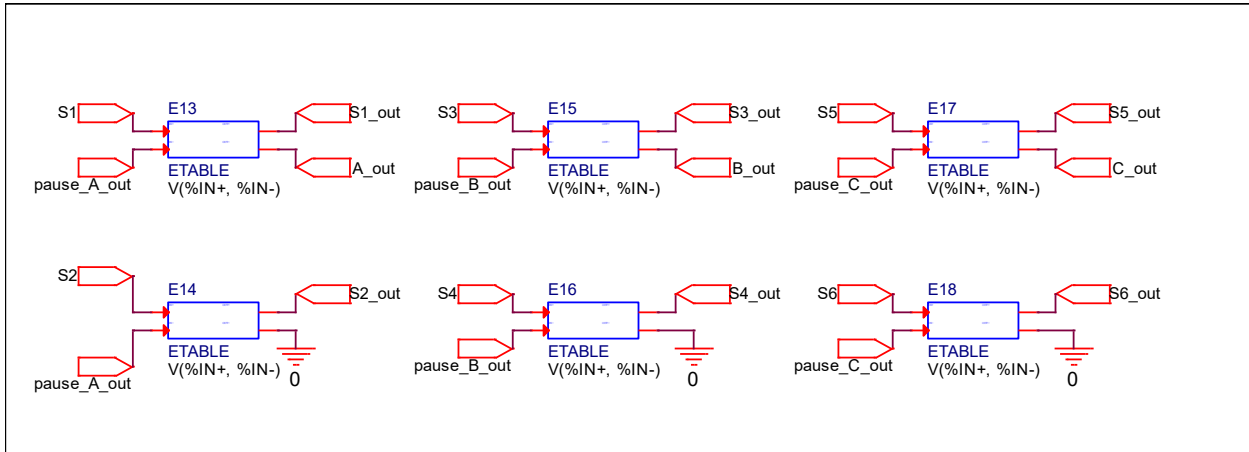 S1
E13
S1_out
pause_A_out
ETABLE
V(%IN+, %IN-)
A_out
S3
E15
S3_out
pause_B_out
ETABLE
V(%IN+, %IN-)
B_out
S5
E17
S5_out
pause_C_out
ETABLE
V(%IN+, %IN-)
C_out
S2
E14
S2_out
pause_A_out
ETABLE
V(%IN+, %IN-)
0
S4
E16
S4_out
pause_B_out
ETABLE
V(%IN+, %IN-)
0
S6
E18
S6_out
pause_C_out
ETABLE
V(%IN+, %IN-)
0